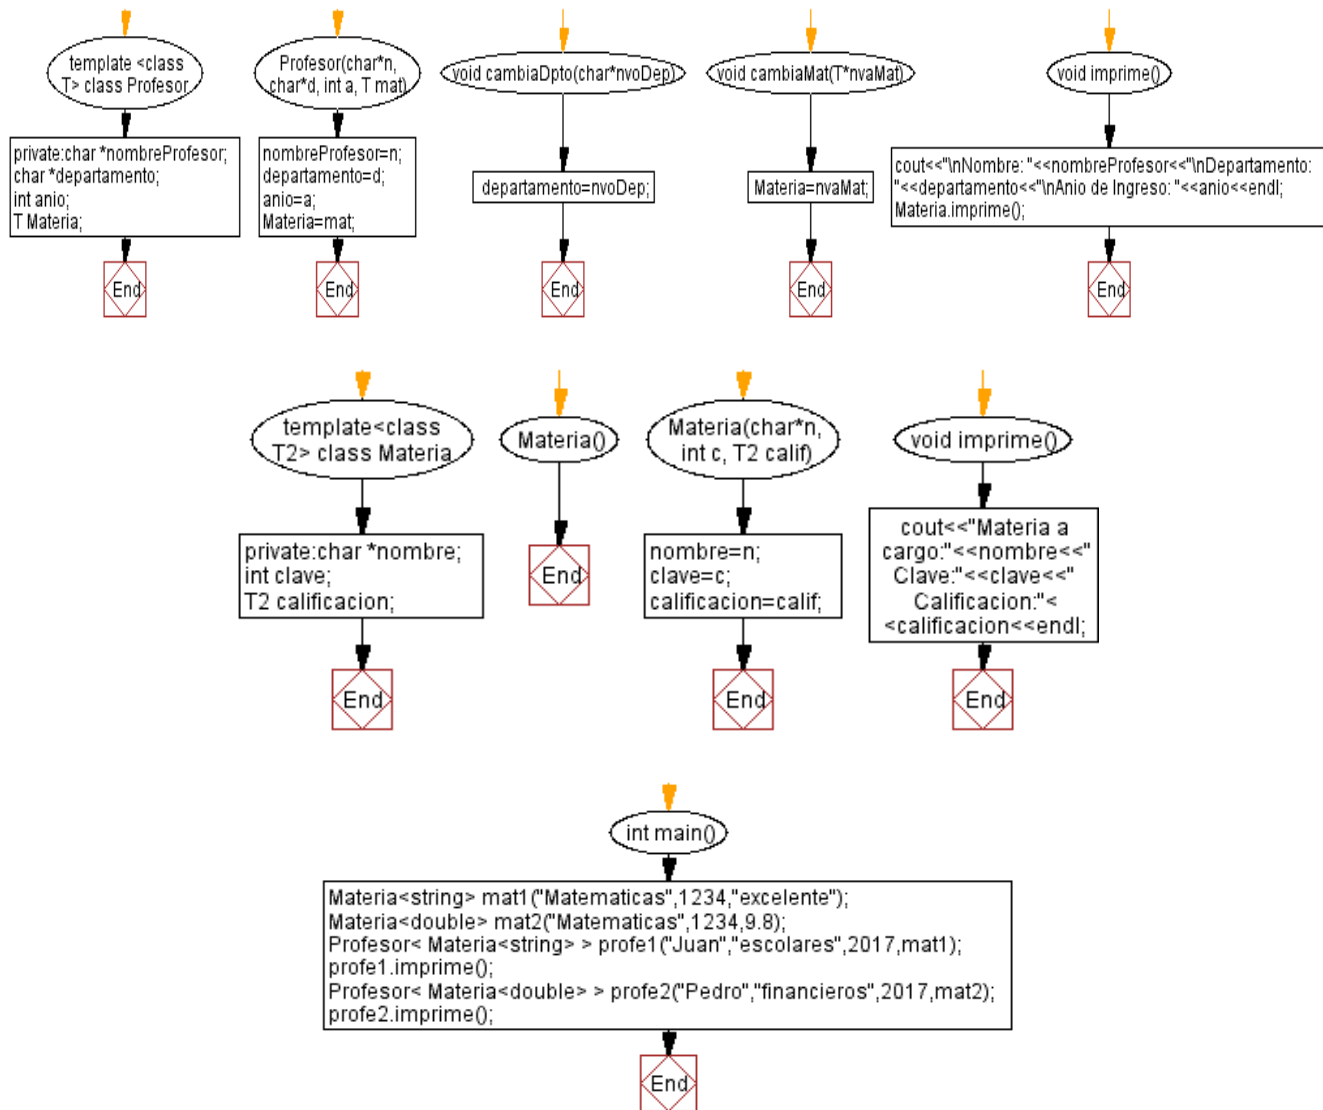 template <class
T> class Profesor
private:char *nombreProfesor;
char *departamento;
int anio;
T Materia;
End
Profesor(char*n,
char*d, int a, T mat)
nombreProfesor=n;
departamento=d;
anio=a;
Materia=mat;
End
void cambiaDpto(char*nvoDep)
departamento=nvoDep;
End
void cambiaMat(T*nvaMat)
Materia=nvaMat;
End
void imprime()
cout<<"\nNombre: "<<nombreProfesor<<"\nDepartamento:
"<<departamento<<"\nAnio de Ingreso: "<<anio<<endl;
Materia.imprime();
End
template<class
T2> class Materia
private:char *nombre;
int clave;
T2 calificacion;
End
Materia()
End
Materia(char*n,
int c, T2 calif)
nombre=n;
clave=c;
calificacion=calif;
End
void imprime()
cout<<"Materia a
cargo:"<<nombre<<"
Clave:"<<clave<<"
Calificacion:"<
<calificacion<<endl;
End
int main()
Materia<string> mat1("Matematicas",1234,"excelente");
Materia<double> mat2("Matematicas",1234,9.8);
Profesor< Materia<string> > profe1("Juan","escolares",2017,mat1);
profe1.imprime();
Profesor< Materia<double> > profe2("Pedro","financieros",2017,mat2);
profe2.imprime();
End